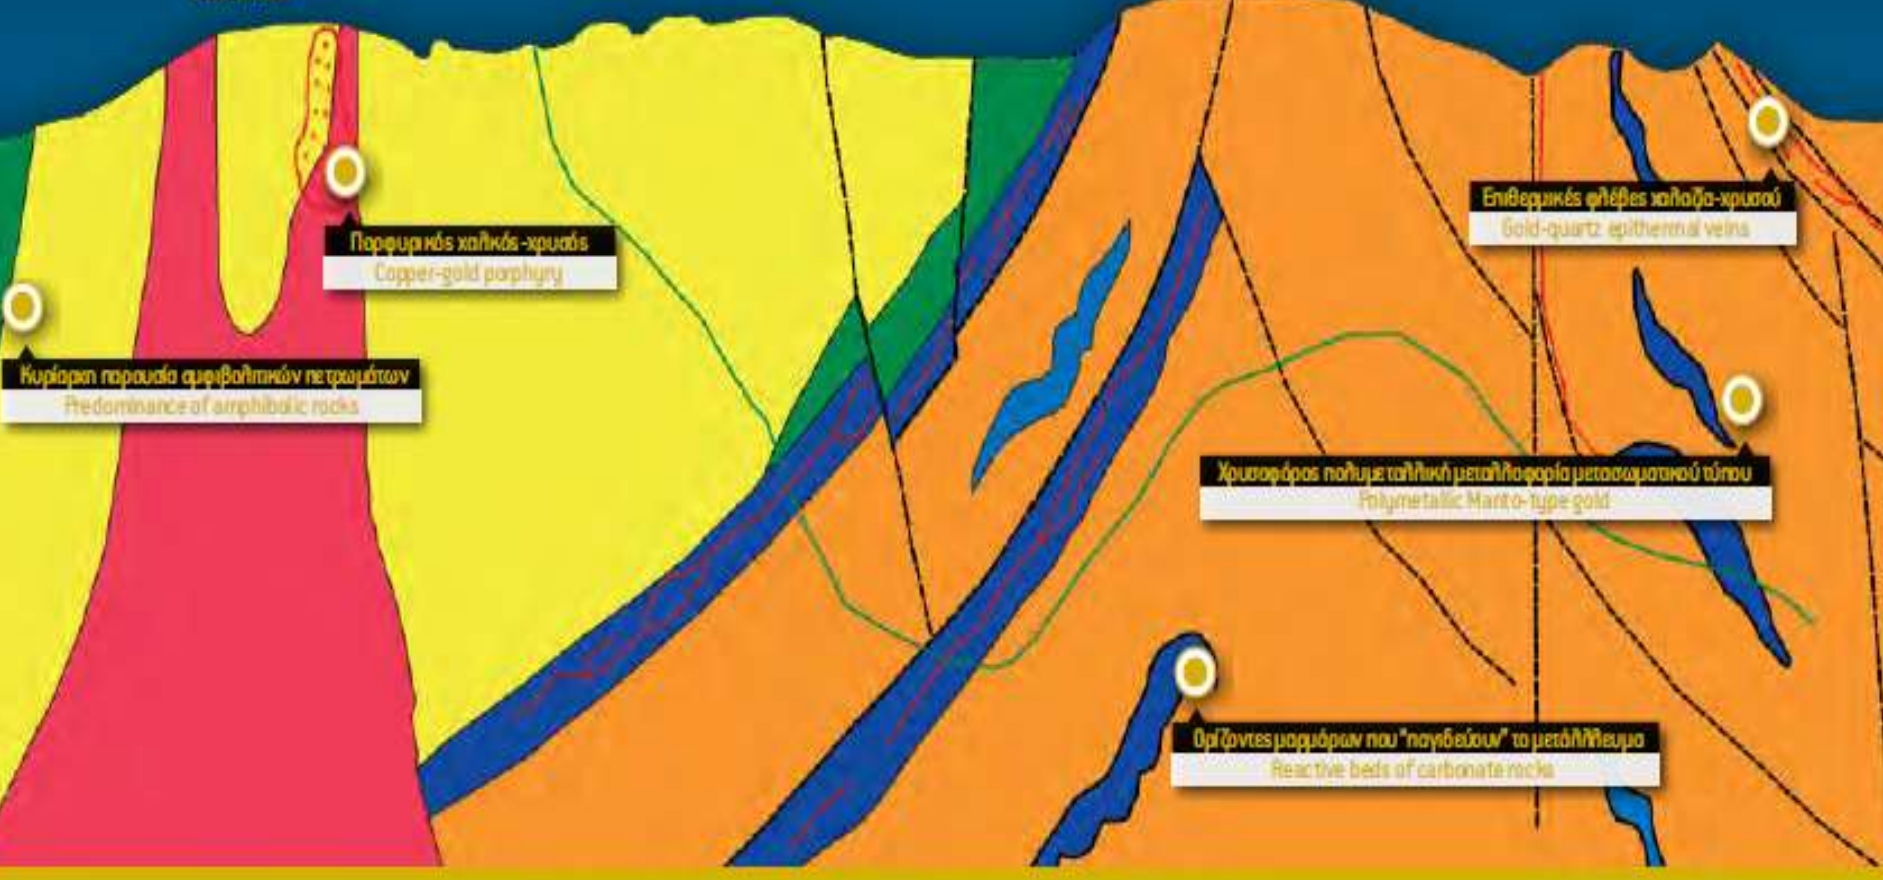 Πορφυρικός χαλκός-χρυσός
Copper-gold porphyry
Επιθερμικές φλέβες χαλαζία-χρυσού
Gold-quartz epithermal veins
Κυρίαρχη παρουσία αμφιβολιτικών πετρωμάτων
Predominance of amphibolic rocks
Χρυσοφόρος πολυμεταλλική μεταλλοφορία μετασωματικού τύπου
Polymetallic Manto-type gold
Ορίζοντες μαρμάρων που "παγιδεύουν" το μετάλλλευμα
Reactive beds of carbonate rocks